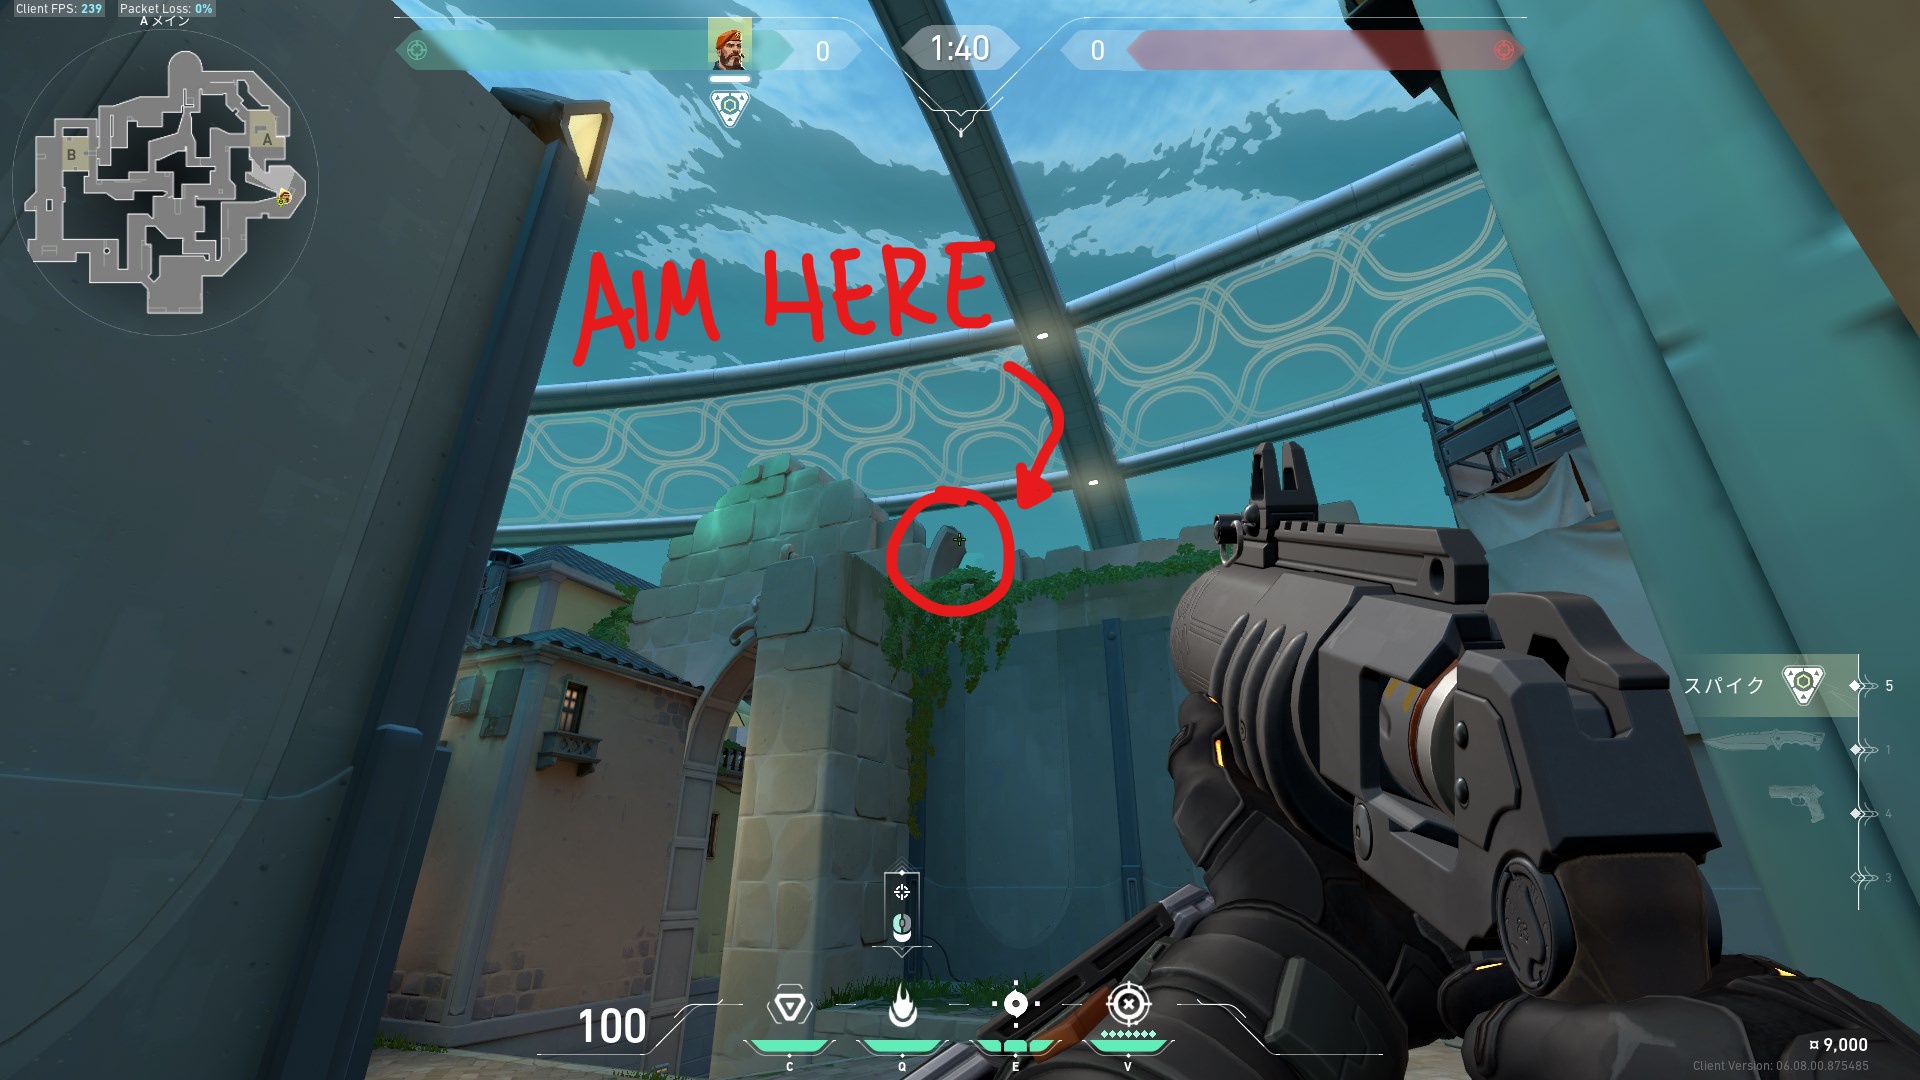 Client FPS: 239 Packet Loss: 0%
A メイン
0 1:40 0
B
A
AIM HERE
スパイク 5
1
4
3
100
C Q E V
¤ 9,000
Client Version: 06.08.00.875485